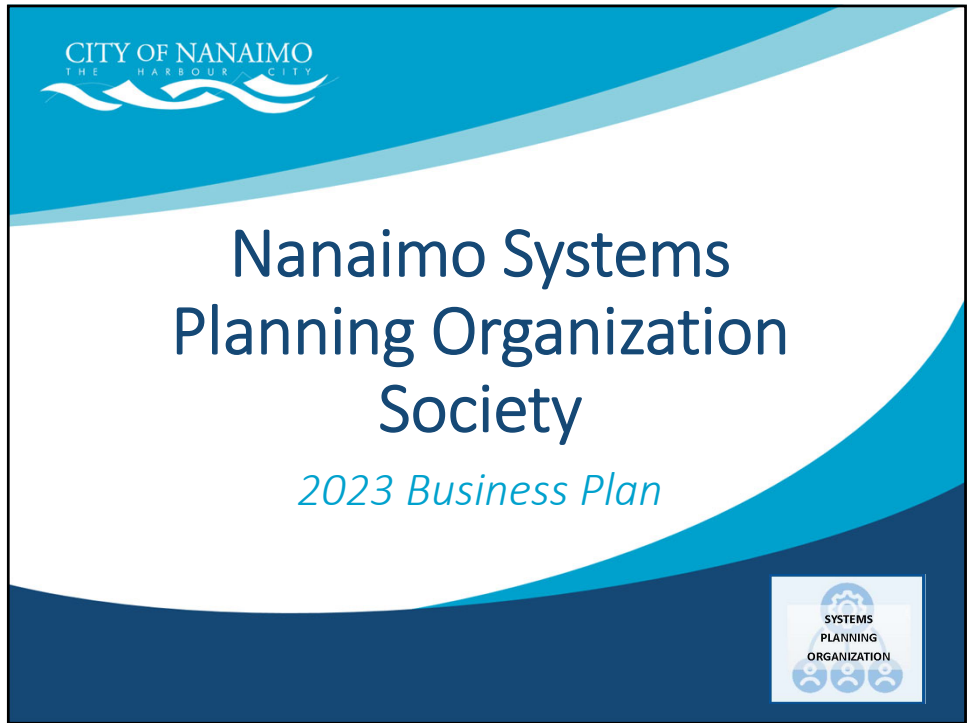 CITY OF NANAIMO
THE HARBOUR CITY
Nanaimo Systems
Planning Organization
Society
2023 Business Plan
SYSTEMS
PLANNING
ORGANIZATION